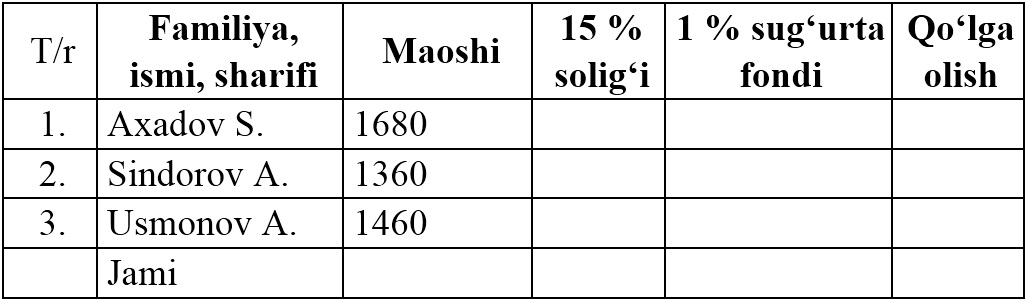 T/r Familiya, ismi, sharifi Maoshi 15 % solig‘i 1 % sug‘urta fondi Qo‘lga olish
1. Axadov S. 1680
2. Sindorov A. 1360
3. Usmonov A. 1460
Jami